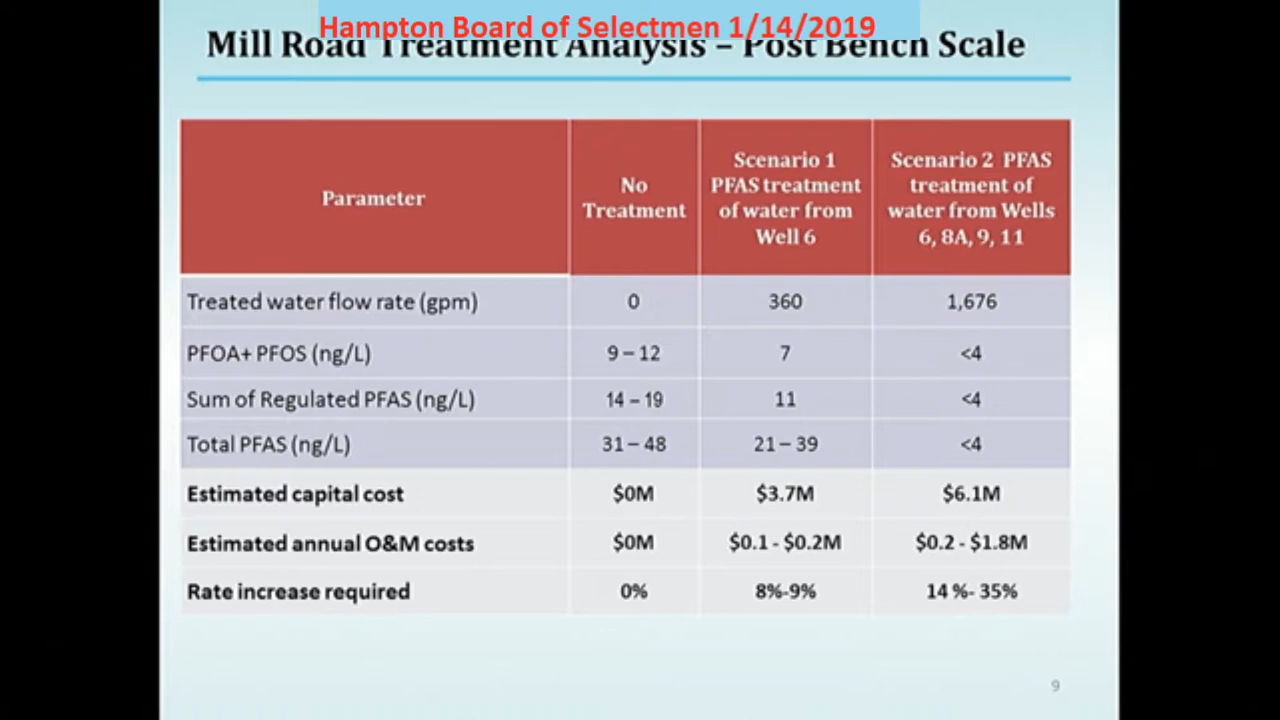 Hampton Board of Selectmen 1/14/2019
Mill Road Treatment Analysis – Post Bench Scale
Parameter
No
Treatment
Scenario 1
PFAS treatment
of water from
Well 6
Scenario 2 PFAS
treatment of
water from Wells
6, 8A, 9, 11
Treated water flow rate (gpm) 0 360 1,676
PFOA+ PFOS (ng/L) 9 – 12 7 <4
Sum of Regulated PFAS (ng/L) 14 – 19 11 <4
Total PFAS (ng/L) 31 – 48 21 – 39 <4
Estimated capital cost $0M $3.7M $6.1M
Estimated annual O&M costs $0M $0.1 - $0.2M $0.2 - $1.8M
Rate increase required 0% 8%-9% 14 %- 35%
9